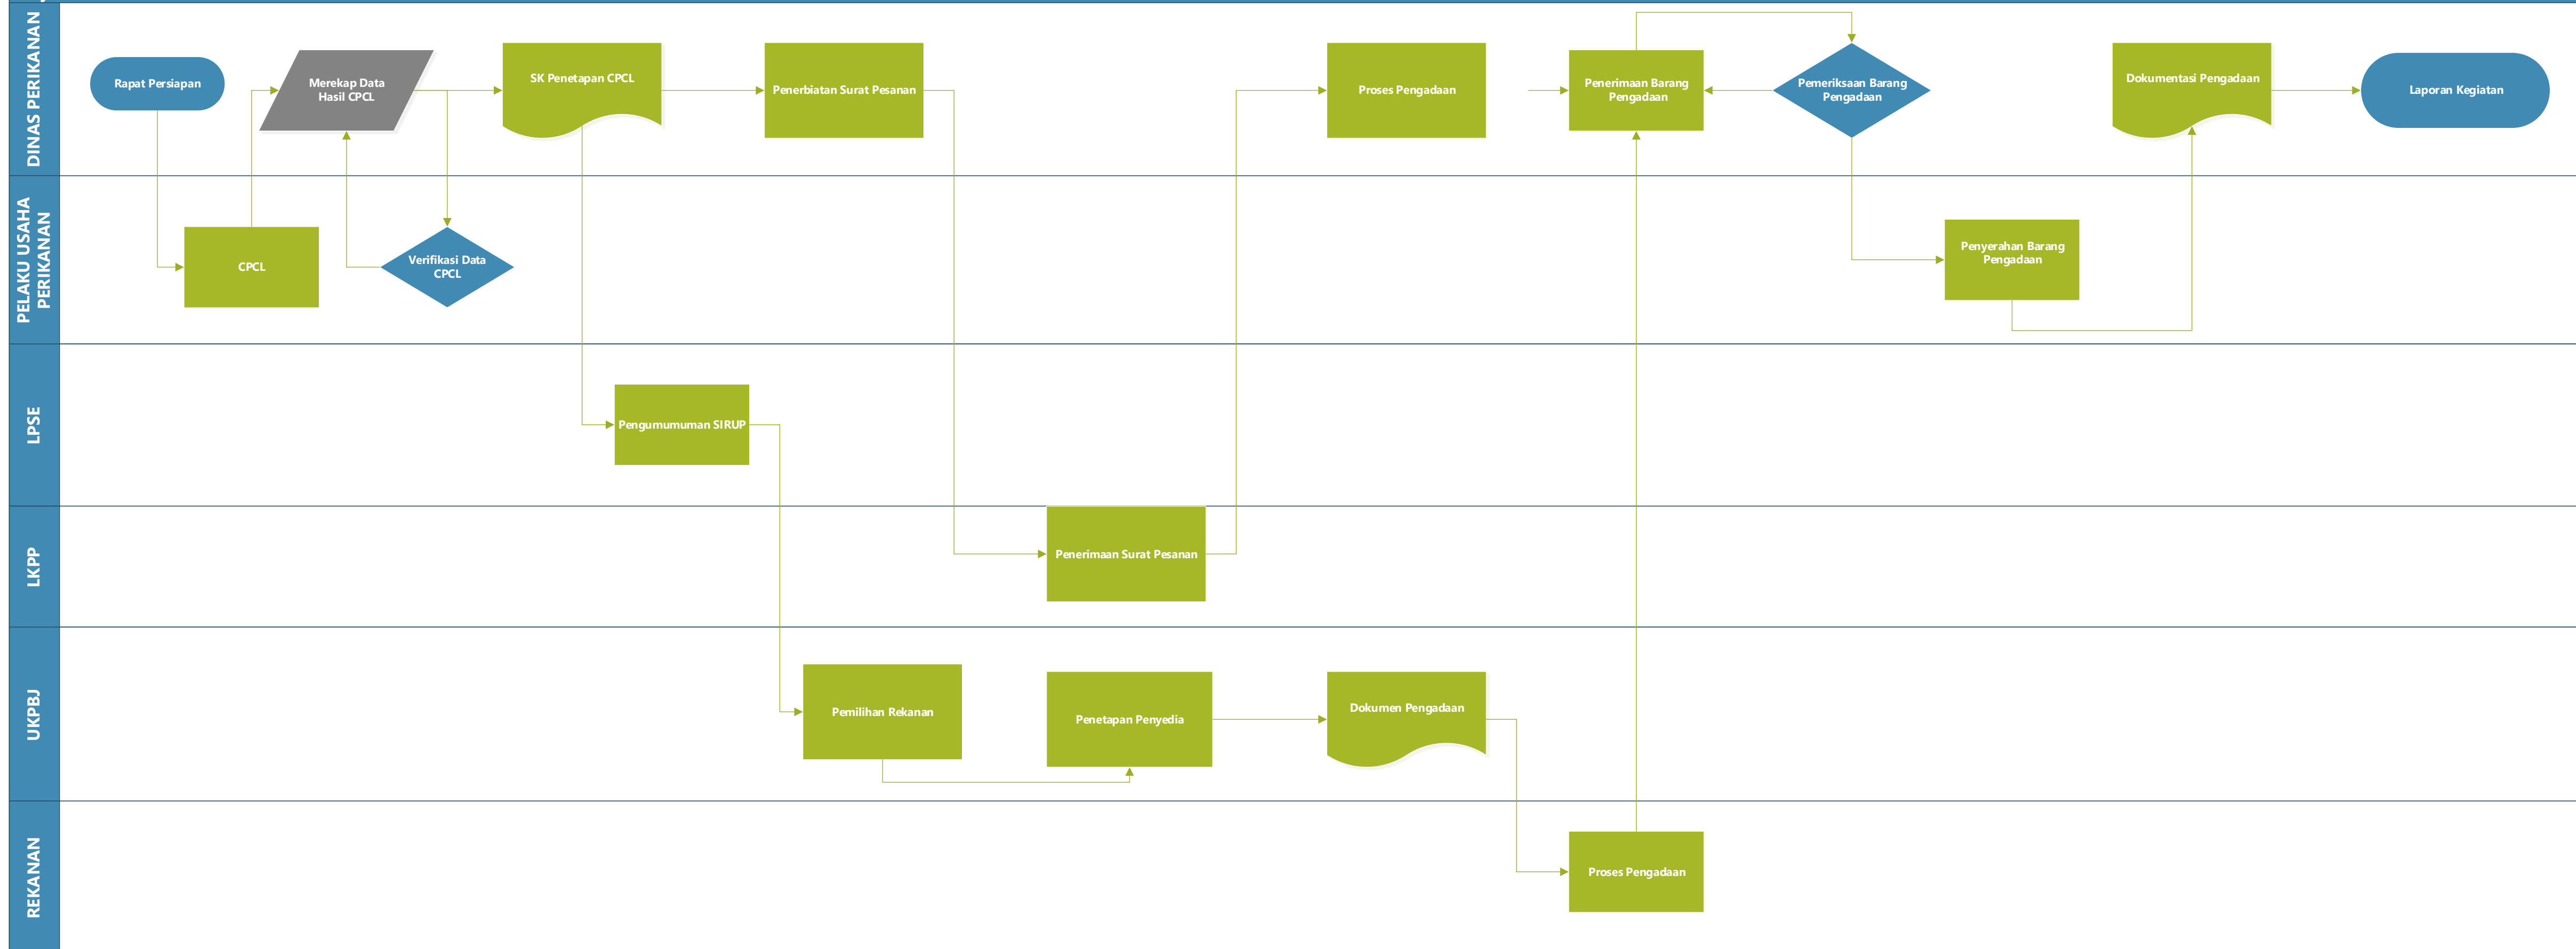 DINAS PERIKANAN
Rapat Persiapan
Merekap Data
Hasil CPCL
SK Penetapan CPCL
Penerbiatan Surat Pesanan
Proses Pengadaan
Penerimaan Barang
Pengadaan
Pemeriksaan Barang
Pengadaan
Dokumentasi Pengadaan
Laporan Kegiatan
PELAKU USAHA
PERIKANAN
CPCL
Verifikasi Data
CPCL
Penyerahan Barang
Pengadaan
LPSE
Pengumumuman SIRUP
LKPP
Penerimaan Surat Pesanan
UKPBJ
Pemilihan Rekanan
Penetapan Penyedia
Dokumen Pengadaan
REKANAN
Proses Pengadaan